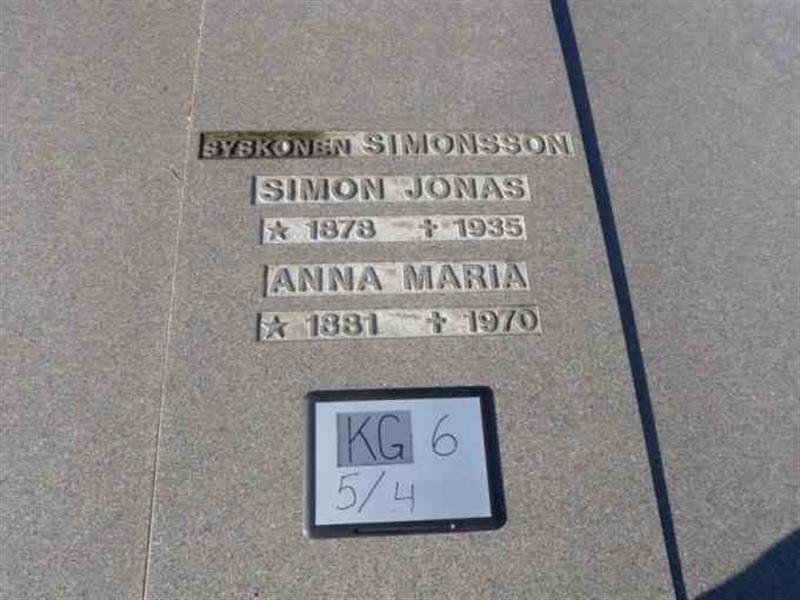 SYSKONEN SIMONSSON
SIMON JONAS
☆ 1878 ✝ 1935
ANNA MARIA
☆ 1881 ✝ 1970
KG 6
5/4